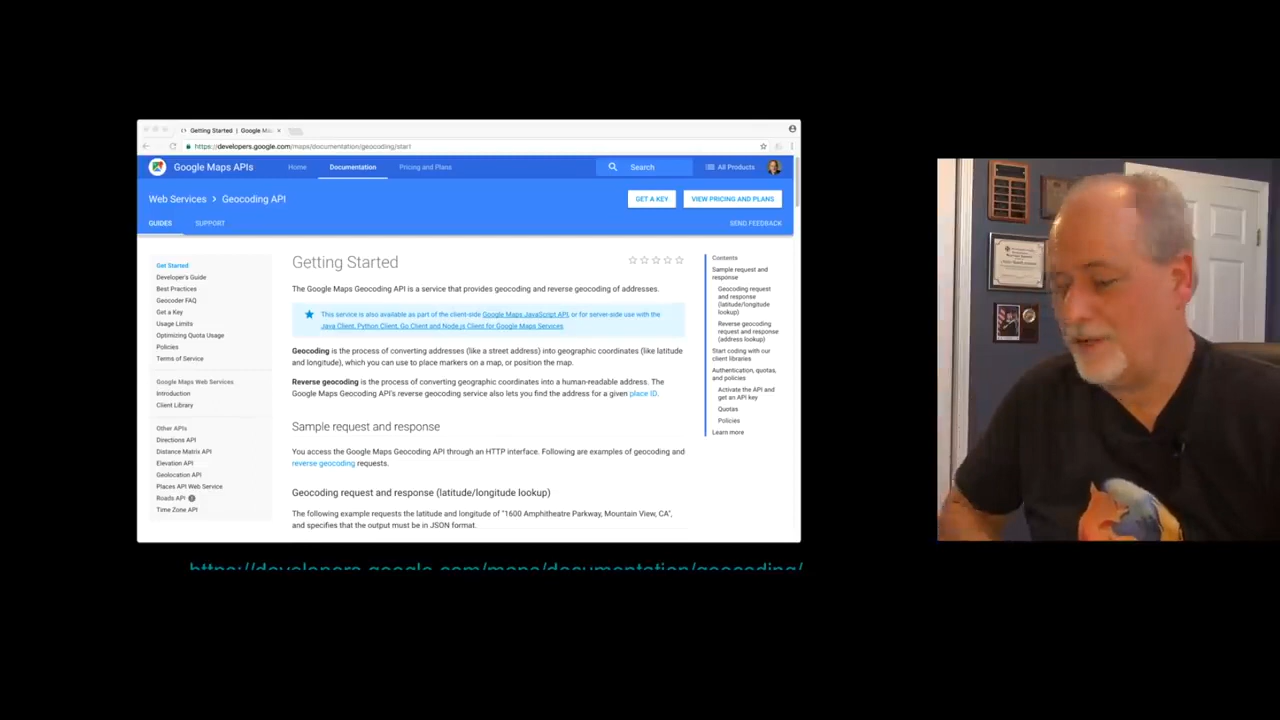 Getting Started | Google Ma
https://developers.google.com/maps/documentation/geocoding/start
Google Maps APIs Home Documentation Pricing and Plans Search All Products
Web Services > Geocoding API GET A KEY VIEW PRICING AND PLANS
GUIDES SUPPORT SEND FEEDBACK
Get Started
Developer's Guide
Best Practices
Geocoder FAQ
Get a Key
Usage Limits
Optimizing Quota Usage
Policies
Terms of Service
Google Maps Web Services
Introduction
Client Library
Other APIs
Directions API
Distance Matrix API
Elevation API
Geolocation API
Places API Web Service
Roads API
Time Zone API
Getting Started
The Google Maps Geocoding API is a service that provides geocoding and reverse geocoding of addresses.
This service is also available as part of the client-side Google Maps JavaScript API, or for server-side use with the
Java Client, Python Client, Go Client and Node.js Client for Google Maps Services.
Geocoding is the process of converting addresses (like a street address) into geographic coordinates (like latitude
and longitude), which you can use to place markers on a map, or position the map.
Reverse geocoding is the process of converting geographic coordinates into a human-readable address. The
Google Maps Geocoding API's reverse geocoding service also lets you find the address for a given place ID.
Sample request and response
You access the Google Maps Geocoding API through an HTTP interface. Following are examples of geocoding and
reverse geocoding requests.
Geocoding request and response (latitude/longitude lookup)
The following example requests the latitude and longitude of "1600 Amphitheatre Parkway, Mountain View, CA",
and specifies that the output must be in JSON format.
Contents
Sample request and
response
Geocoding request
and response
(latitude/longitude
lookup)
Reverse geocoding
request and response
(address lookup)
Start coding with our
client libraries
Authentication, quotas,
and policies
Activate the API and
get an API key
Quotas
Policies
Learn more
https://developers.google.com/maps/documentation/geocoding/